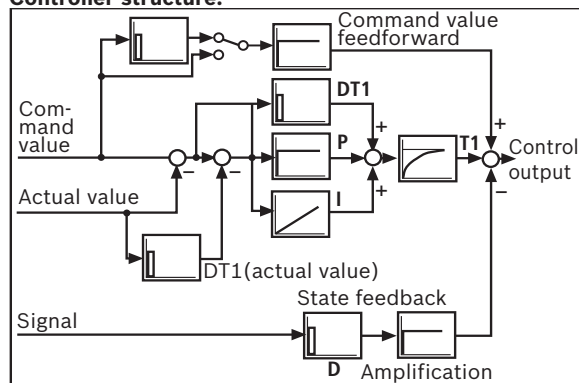 Controller structure:
Command value
feedforward
DT1
Com-
mand
value
+
+
P
T1
Control
output
−
−
+
−
Actual value
I
DT1(actual value)
State feedback
Signal
D
Amplification